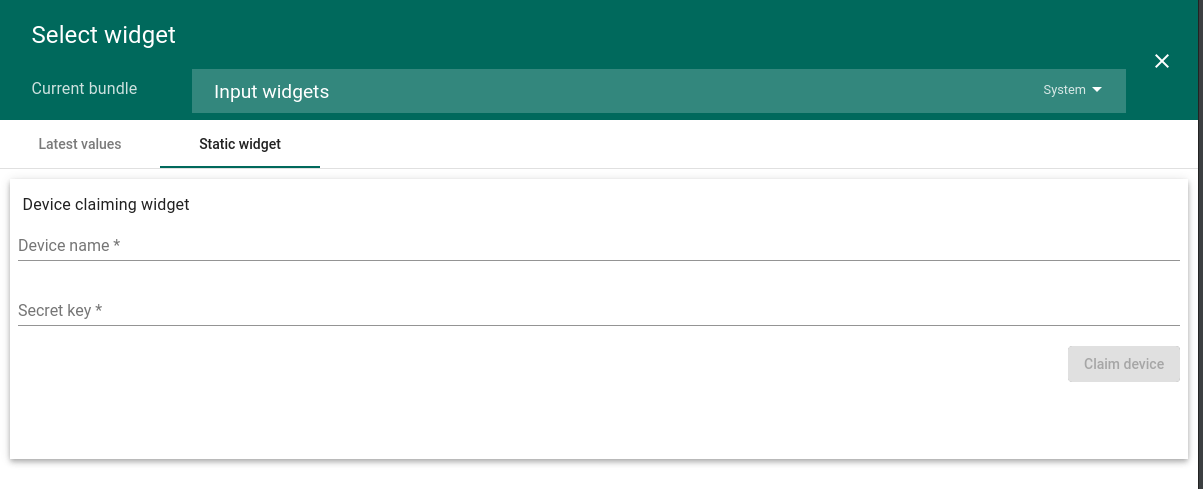 Select widget
Current bundle
Input widgets
System
Latest values
Static widget
Device claiming widget
Device name *
Secret key *
Claim device